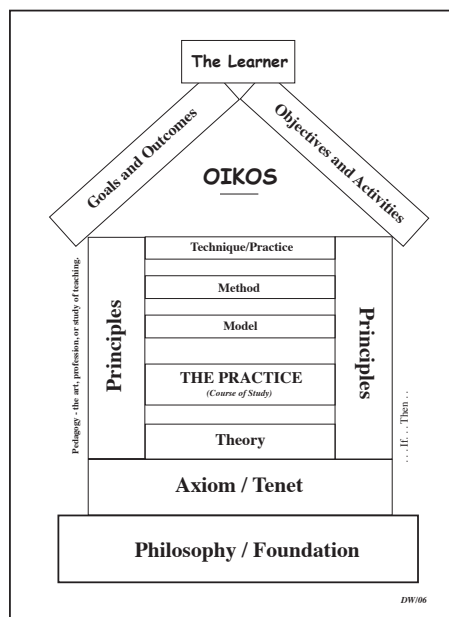 The Learner
Goals and Outcomes
Objectives and Activities
OIKOS
Technique/Practice
Method
Model
THE PRACTICE
(Course of Study)
Theory
Principles
Principles
Pedagogy - the art, profession, or study of teaching.
. . . If. . . Then . .
Axiom / Tenet
Philosophy / Foundation
DW/06